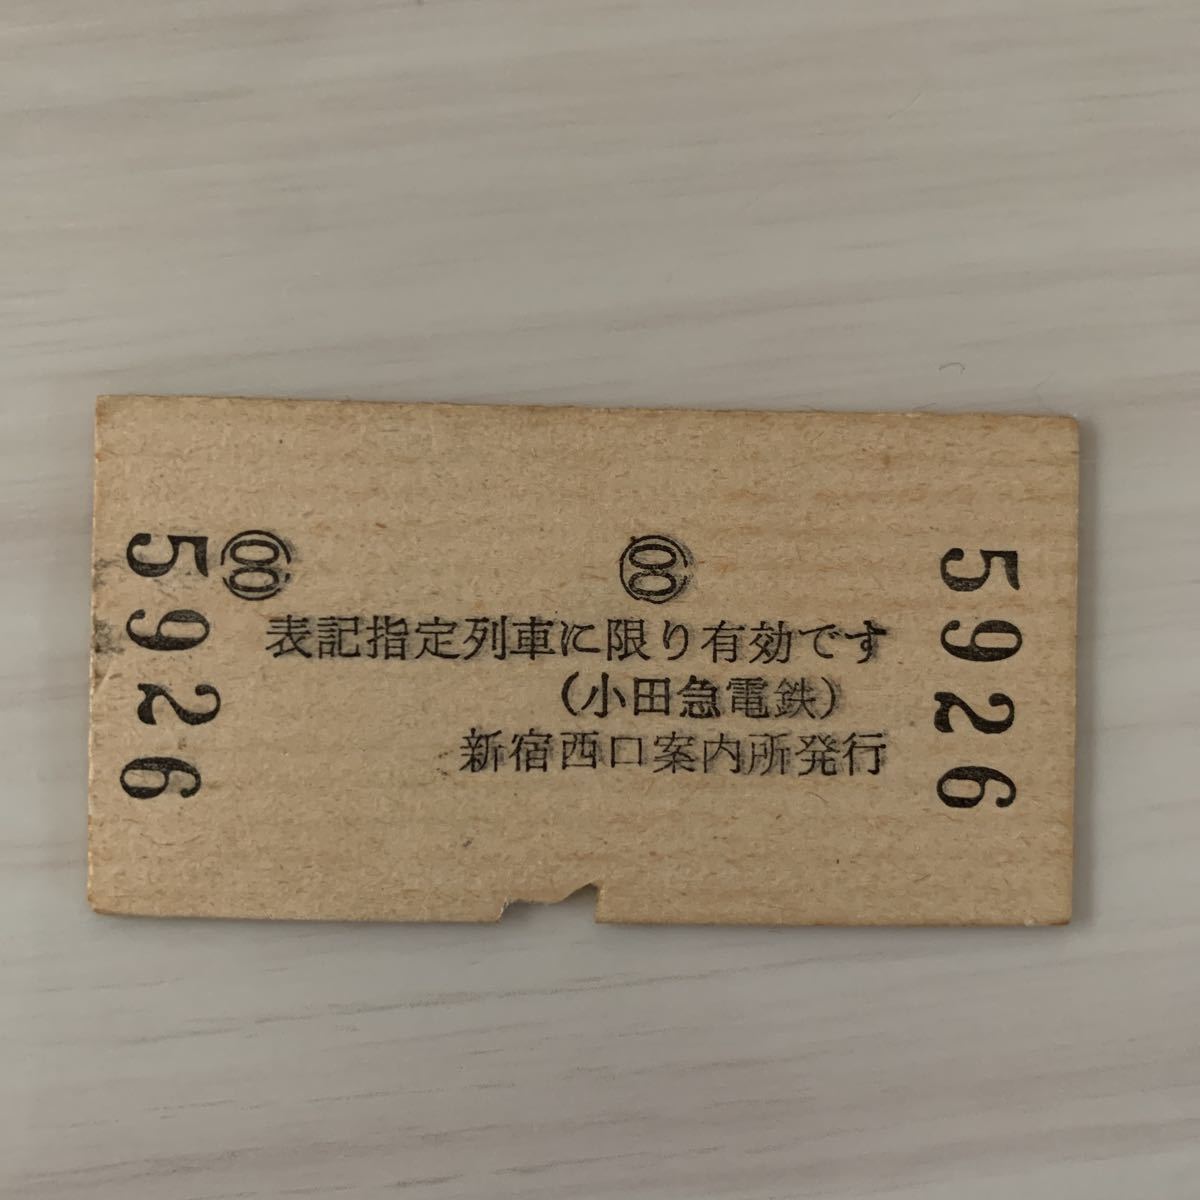 00 00
表記指定列車に限り有効です
(小田急電鉄)
新宿西口案内所発行
5926
5926